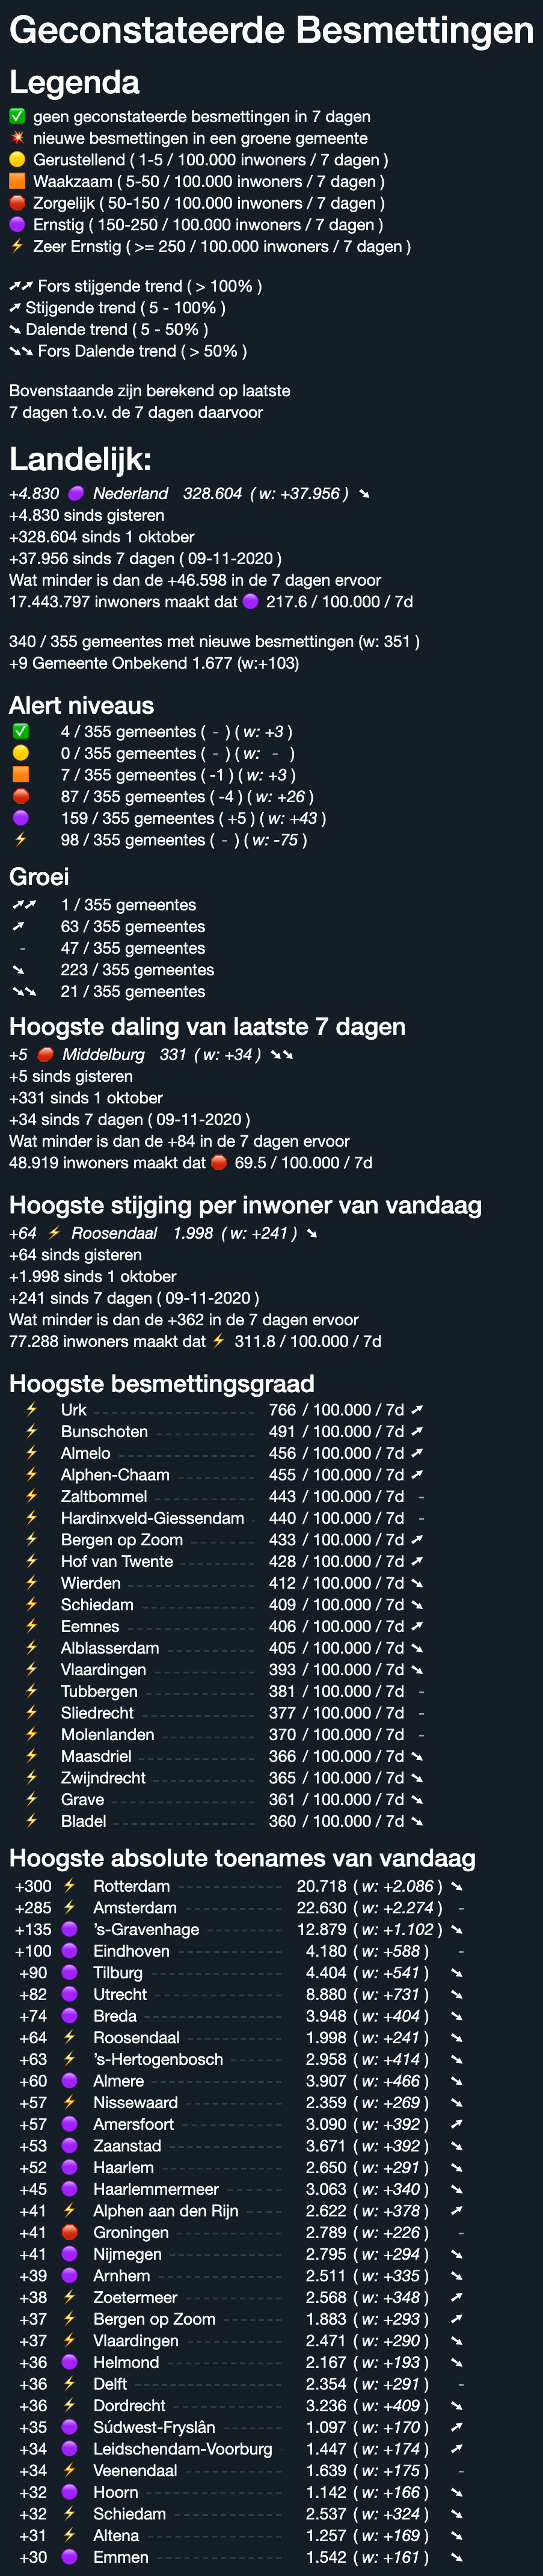 Geconstateerde Besmettingen
Legenda
✅ geen geconstateerde besmettingen in 7 dagen
💥 nieuwe besmettingen in een groene gemeente
🟡 Gerustellend ( 1-5 / 100.000 inwoners / 7 dagen )
🟧 Waakzaam ( 5-50 / 100.000 inwoners / 7 dagen )
🛑 Zorgelijk ( 50-150 / 100.000 inwoners / 7 dagen )
🟣 Ernstig ( 150-250 / 100.000 inwoners / 7 dagen )
⚡ Zeer Ernstig ( >= 250 / 100.000 inwoners / 7 dagen )
➚➚ Fors stijgende trend ( > 100% )
➚ Stijgende trend ( 5 - 100% )
➘ Dalende trend ( 5 - 50% )
➘➘ Fors Dalende trend ( > 50% )
Bovenstaande zijn berekend op laatste
7 dagen t.o.v. de 7 dagen daarvoor
Landelijk:
+4.830 🟣 Nederland 328.604 ( w: +37.956 ) ➘
+4.830 sinds gisteren
+328.604 sinds 1 oktober
+37.956 sinds 7 dagen ( 09-11-2020 )
Wat minder is dan de +46.598 in de 7 dagen ervoor
17.443.797 inwoners maakt dat 🟣 217.6 / 100.000 / 7d
340 / 355 gemeentes met nieuwe besmettingen (w: 351 )
+9 Gemeente Onbekend 1.677 (w:+103)
Alert niveaus
✅ 4 / 355 gemeentes ( - ) ( w: +3 )
🟡 0 / 355 gemeentes ( - ) ( w: - )
🟧 7 / 355 gemeentes ( -1 ) ( w: +3 )
🛑 87 / 355 gemeentes ( -4 ) ( w: +26 )
🟣 159 / 355 gemeentes ( +5 ) ( w: +43 )
⚡ 98 / 355 gemeentes ( - ) ( w: -75 )
Groei
➚➚ 1 / 355 gemeentes
➚ 63 / 355 gemeentes
- 47 / 355 gemeentes
➘ 223 / 355 gemeentes
➘➘ 21 / 355 gemeentes
Hoogste daling van laatste 7 dagen
+5 🛑 Middelburg 331 ( w: +34 ) ➘➘
+5 sinds gisteren
+331 sinds 1 oktober
+34 sinds 7 dagen ( 09-11-2020 )
Wat minder is dan de +84 in de 7 dagen ervoor
48.919 inwoners maakt dat 🛑 69.5 / 100.000 / 7d
Hoogste stijging per inwoner van vandaag
+64 ⚡ Roosendaal 1.998 ( w: +241 ) ➘
+64 sinds gisteren
+1.998 sinds 1 oktober
+241 sinds 7 dagen ( 09-11-2020 )
Wat minder is dan de +362 in de 7 dagen ervoor
77.288 inwoners maakt dat ⚡ 311.8 / 100.000 / 7d
Hoogste besmettingsgraad
⚡ Urk 766 / 100.000 / 7d ➚
⚡ Bunschoten 491 / 100.000 / 7d ➚
⚡ Almelo 456 / 100.000 / 7d ➚
⚡ Alphen-Chaam 455 / 100.000 / 7d ➚
⚡ Zaltbommel 443 / 100.000 / 7d -
⚡ Hardinxveld-Giessendam 440 / 100.000 / 7d -
⚡ Bergen op Zoom 433 / 100.000 / 7d ➚
⚡ Hof van Twente 428 / 100.000 / 7d ➚
⚡ Wierden 412 / 100.000 / 7d ➘
⚡ Schiedam 409 / 100.000 / 7d ➘
⚡ Eemnes 406 / 100.000 / 7d ➚
⚡ Alblasserdam 405 / 100.000 / 7d ➘
⚡ Vlaardingen 393 / 100.000 / 7d ➘
⚡ Tubbergen 381 / 100.000 / 7d -
⚡ Sliedrecht 377 / 100.000 / 7d -
⚡ Molenlanden 370 / 100.000 / 7d -
⚡ Maasdriel 366 / 100.000 / 7d ➘
⚡ Zwijndrecht 365 / 100.000 / 7d ➘
⚡ Grave 361 / 100.000 / 7d ➘
⚡ Bladel 360 / 100.000 / 7d ➘
Hoogste absolute toenames van vandaag
+300 ⚡ Rotterdam 20.718 ( w: +2.086 ) ➘
+285 ⚡ Amsterdam 22.630 ( w: +2.274 ) -
+135 🟣 's-Gravenhage 12.879 ( w: +1.102 ) ➘
+100 🟣 Eindhoven 4.180 ( w: +588 ) -
+90 🟣 Tilburg 4.404 ( w: +541 ) ➘
+82 🟣 Utrecht 8.880 ( w: +731 ) ➘
+74 🟣 Breda 3.948 ( w: +404 ) ➘
+64 ⚡ Roosendaal 1.998 ( w: +241 ) ➘
+63 ⚡ 's-Hertogenbosch 2.958 ( w: +414 ) ➘
+60 🟣 Almere 3.907 ( w: +466 ) ➘
+57 ⚡ Nissewaard 2.359 ( w: +269 ) ➘
+57 🟣 Amersfoort 3.090 ( w: +392 ) ➚
+53 🟣 Zaanstad 3.671 ( w: +392 ) ➘
+52 🟣 Haarlem 2.650 ( w: +291 ) ➘
+45 🟣 Haarlemmermeer 3.063 ( w: +340 ) ➘
+41 ⚡ Alphen aan den Rijn 2.622 ( w: +378 ) ➚
+41 🛑 Groningen 2.789 ( w: +226 ) -
+41 🟣 Nijmegen 2.795 ( w: +294 ) ➘
+39 🟣 Arnhem 2.511 ( w: +335 ) ➘
+38 ⚡ Zoetermeer 2.568 ( w: +348 ) ➚
+37 ⚡ Bergen op Zoom 1.883 ( w: +293 ) ➚
+37 ⚡ Vlaardingen 2.471 ( w: +290 ) ➘
+36 🟣 Helmond 2.167 ( w: +193 ) ➘
+36 ⚡ Delft 2.354 ( w: +291 ) -
+36 ⚡ Dordrecht 3.236 ( w: +409 ) ➘
+35 🟣 Súdwest-Fryslân 1.097 ( w: +170 ) ➚
+34 🟣 Leidschendam-Voorburg 1.447 ( w: +174 ) ➚
+34 ⚡ Veenendaal 1.639 ( w: +175 ) -
+32 🟣 Hoorn 1.142 ( w: +166 ) ➘
+32 ⚡ Schiedam 2.537 ( w: +324 ) ➘
+31 ⚡ Altena 1.257 ( w: +169 ) ➘
+30 🟣 Emmen 1.542 ( w: +161 ) ➘